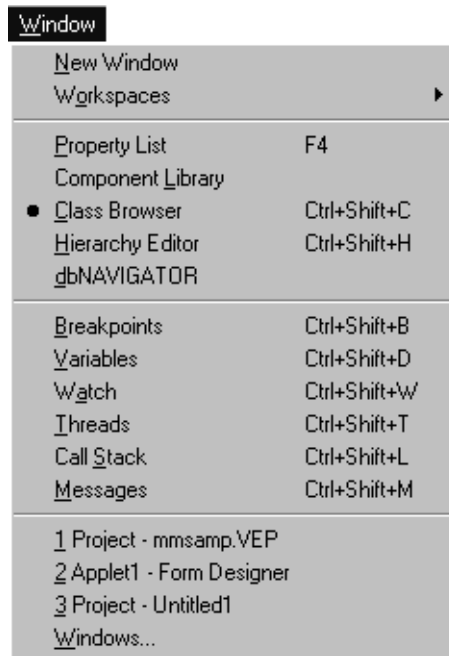 Window
New Window
Workspaces
Property List F4
Component Library
Class Browser Ctrl+Shift+C
Hierarchy Editor Ctrl+Shift+H
dbNAVIGATOR
Breakpoints Ctrl+Shift+B
Variables Ctrl+Shift+D
Watch Ctrl+Shift+W
Threads Ctrl+Shift+T
Call Stack Ctrl+Shift+L
Messages Ctrl+Shift+M
1 Project - mmsamp.VEP
2 Applet1 - Form Designer
3 Project - Untitled1
Windows...